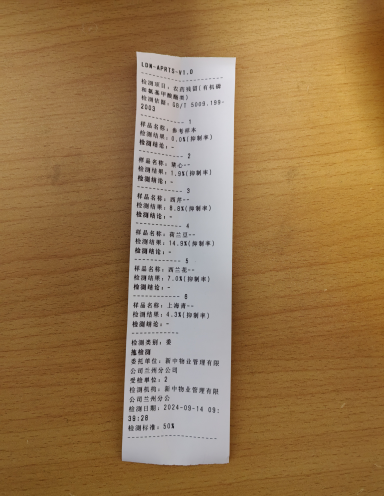 LDN-APRTS-V1.0
检测项目: 农药残留(有机磷
和氨基甲酸酯类)
检测依据: GB/T 5009.199-
2003
------------ 1
样品名称: 参考样本
检测结果: 0.0%(抑制率)
检测结论: -
------------ 2
样品名称: 菜心--
检测结果: 1.9%(抑制率)
检测结论: -
------------ 3
样品名称: 西芹--
检测结果: 8.8%(抑制率)
检测结论: -
------------ 4
样品名称: 荷兰豆--
检测结果: 14.9%(抑制率)
检测结论: -
------------ 5
样品名称: 西兰花--
检测结果: 7.0%(抑制率)
检测结论: -
------------ 6
样品名称: 上海青--
检测结果: 4.3%(抑制率)
检测结论: -
------------
检测类别: 委
托检测
委托单位: 新中物业管理有限
公司兰州分公司
受检单位: 2
检测机构: 新中物业管理有限
公司兰州分公
检测日期: 2024-09-14 09:
39:28
检测标准: 50%